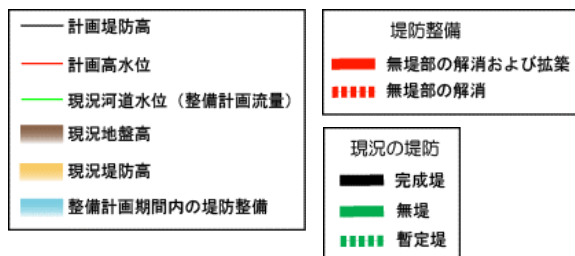 計画堤防高
計画高水位
現況河道水位（整備計画流量）
現況地盤高
現況堤防高
整備計画期間内の堤防整備
堤防整備
無堤部の解消および拡築
無堤部の解消
現況の堤防
完成堤
無堤
暫定堤